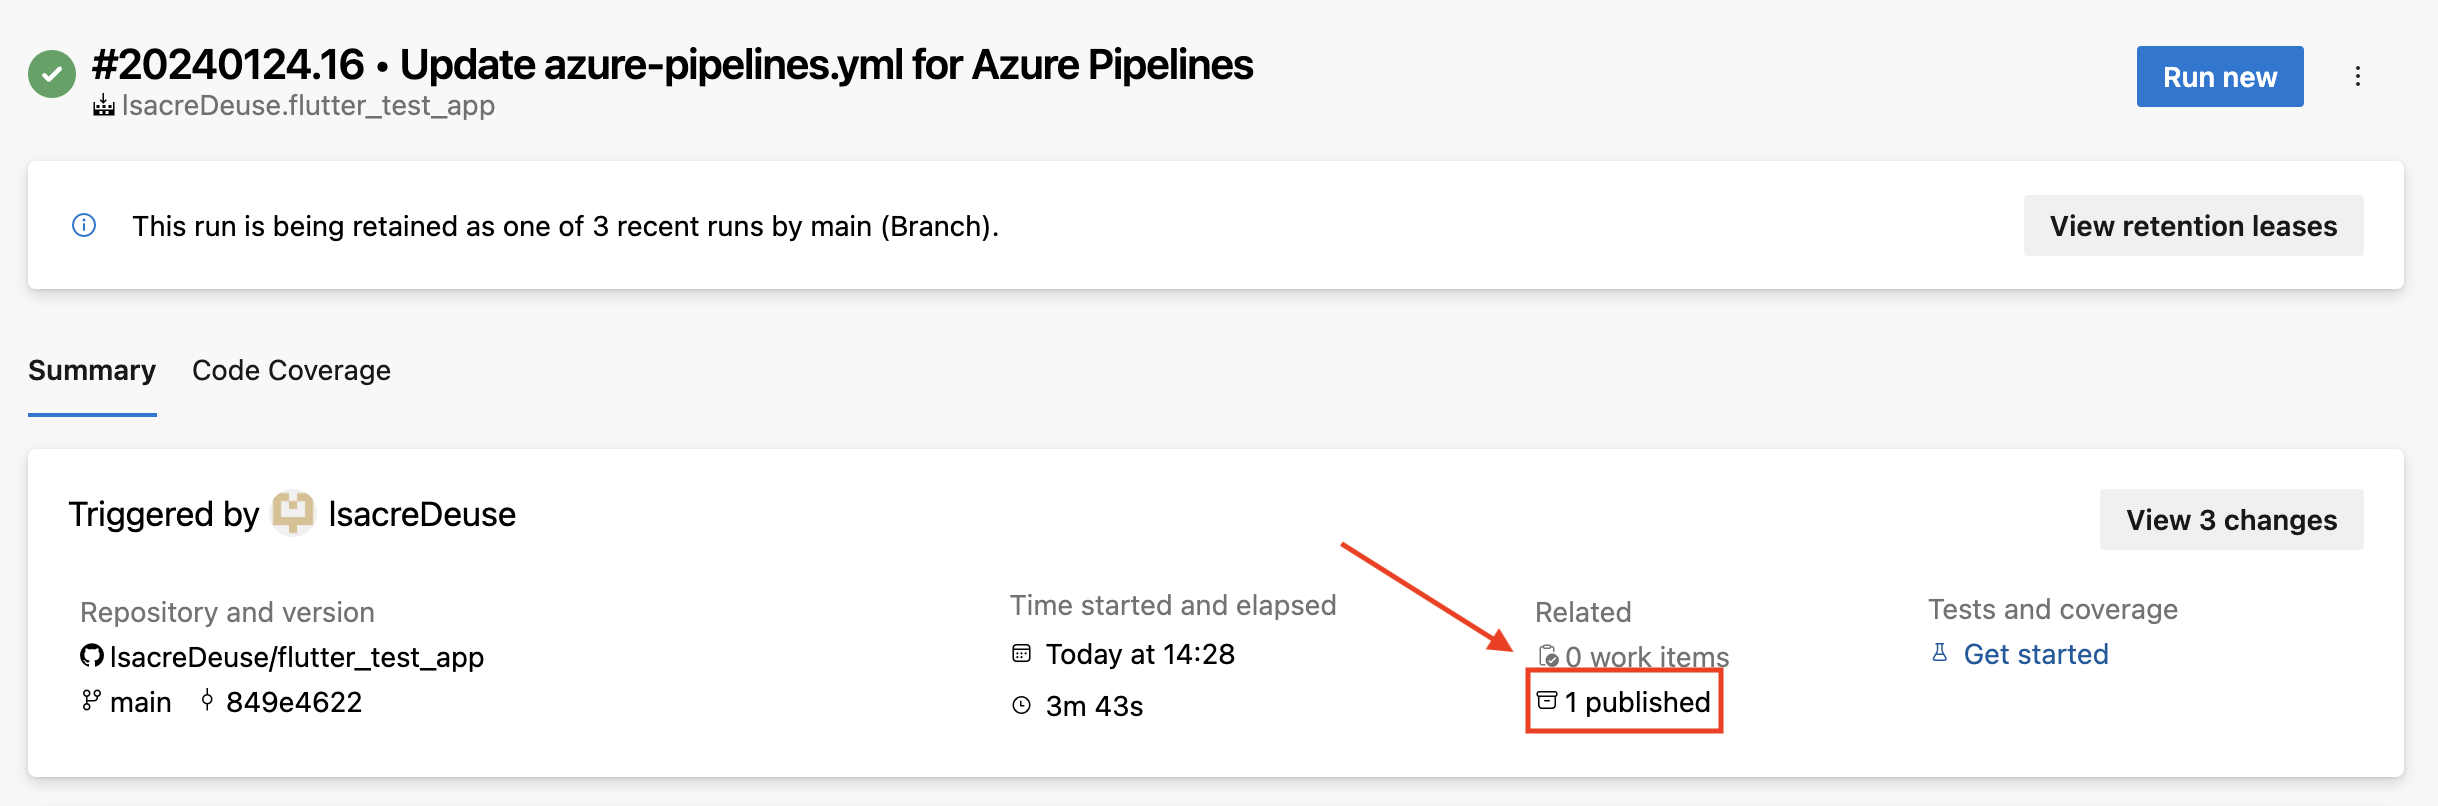 #20240124.16 • Update azure-pipelines.yml for Azure Pipelines
IsacreDeuse.flutter_test_app
Run new
This run is being retained as one of 3 recent runs by main (Branch).
View retention leases
Summary
Code Coverage
Triggered by IsacreDeuse
View 3 changes
Repository and version
IsacreDeuse/flutter_test_app
main 849e4622
Time started and elapsed
Today at 14:28
3m 43s
Related
0 work items
1 published
Tests and coverage
Get started